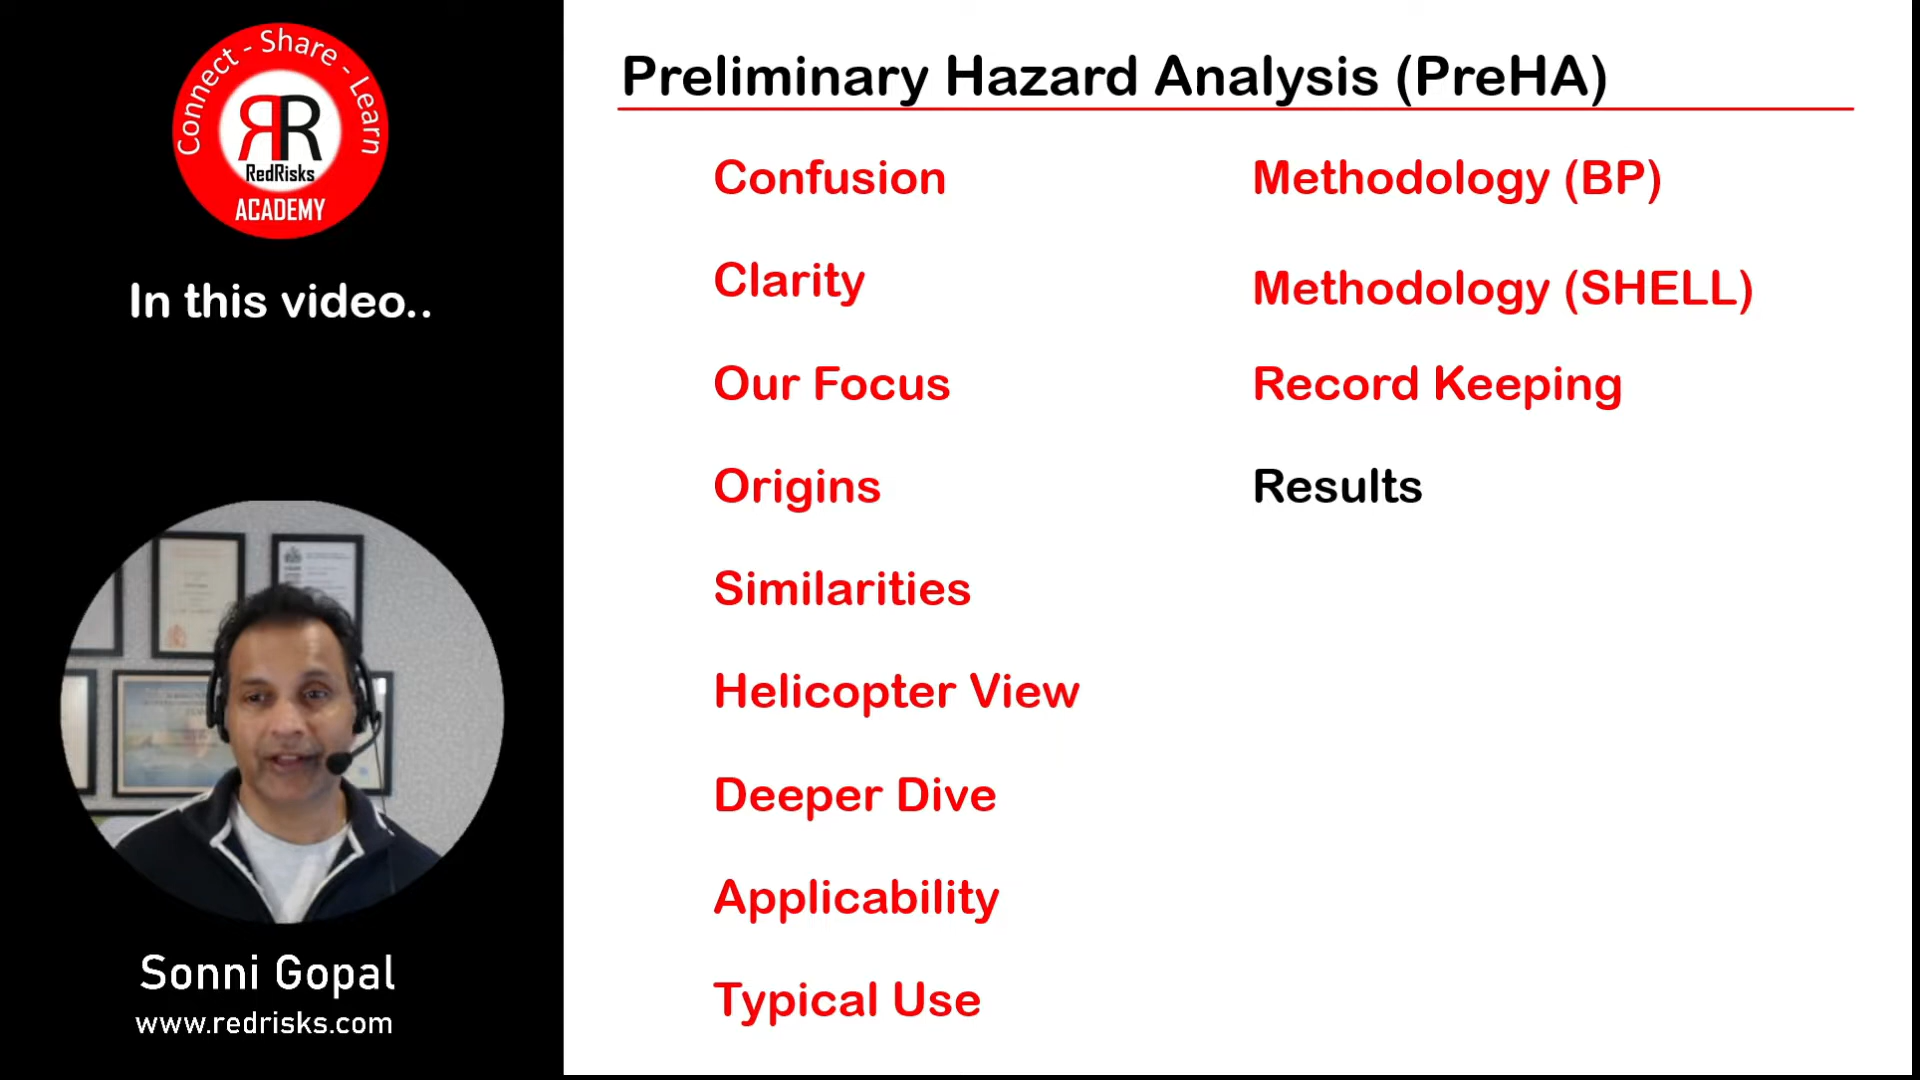 Connect - Share - Learn
RR
RedRisks
ACADEMY
In this video..
Sonni Gopal
www.redrisks.com
Preliminary Hazard Analysis (PreHA)
Confusion
Clarity
Our Focus
Origins
Similarities
Helicopter View
Deeper Dive
Applicability
Typical Use
Methodology (BP)
Methodology (SHELL)
Record Keeping
Results